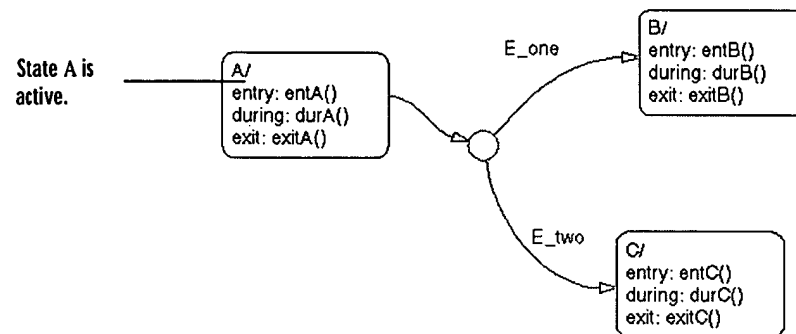 State A is
active.
A/
entry: entA()
during: durA()
exit: exitA()
E_one
B/
entry: entB()
during: durB()
exit: exitB()
E_two
C/
entry: entC()
during: durC()
exit: exitC()